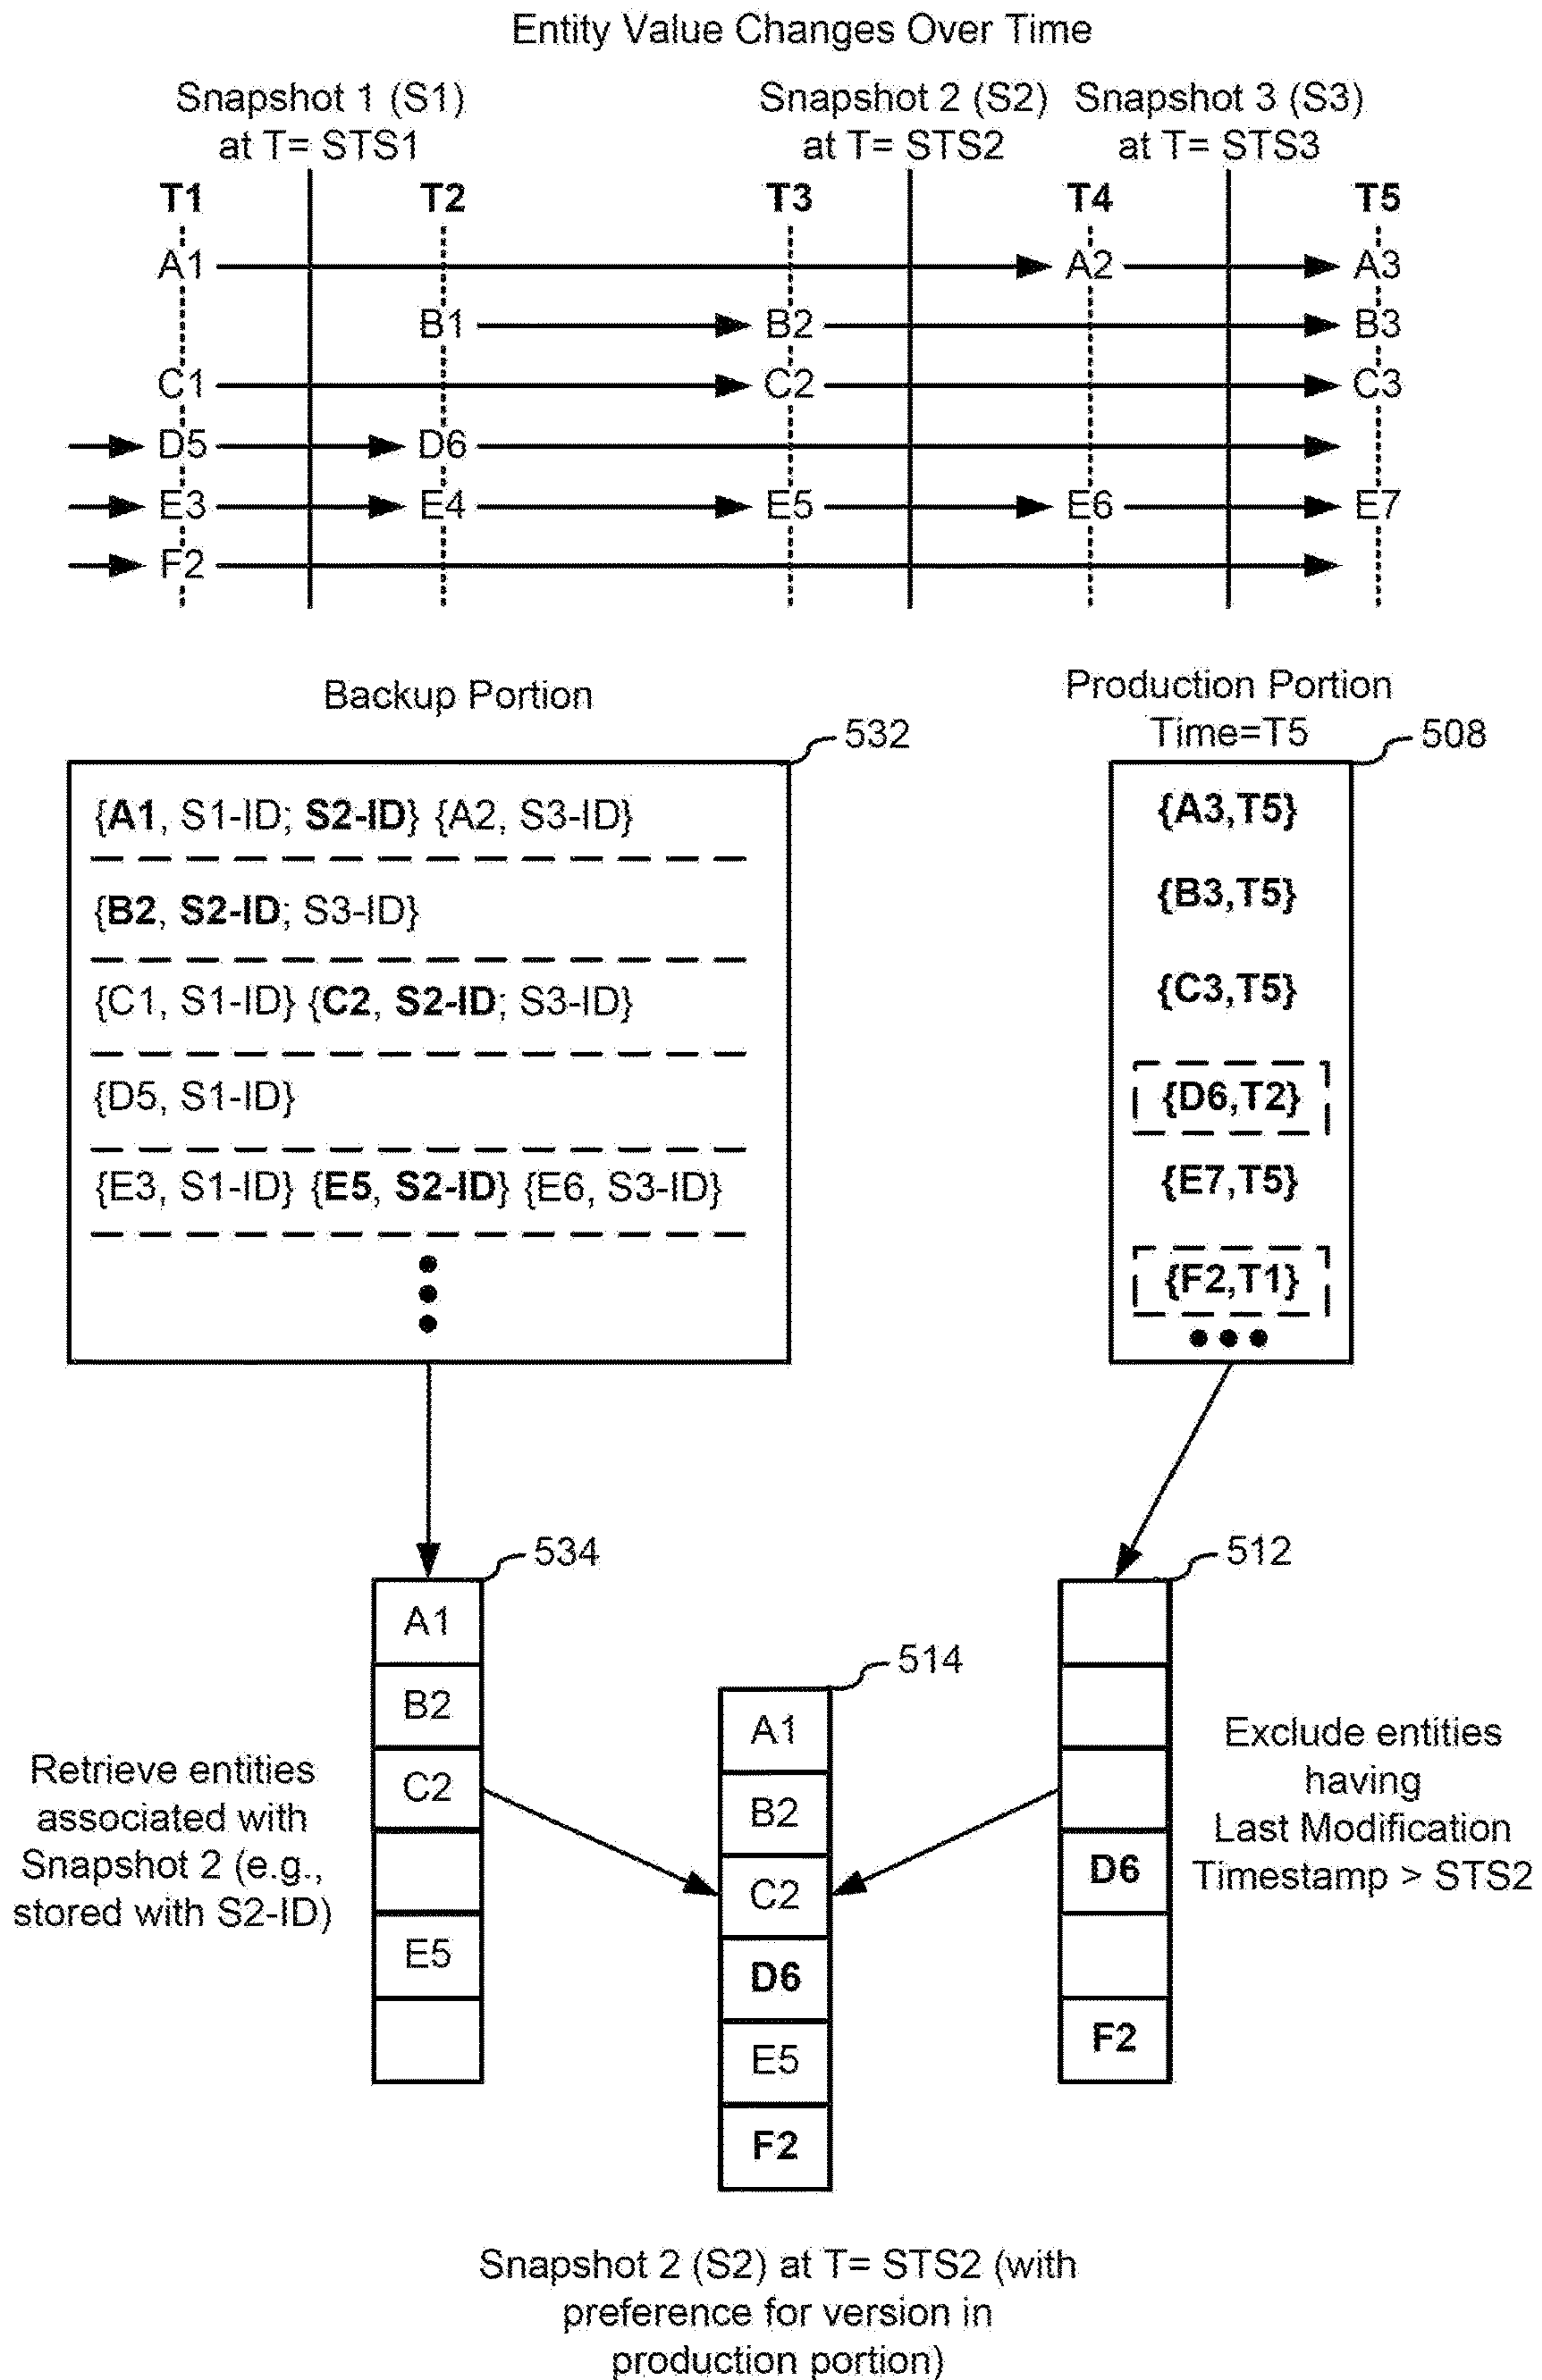 Entity Value Changes Over Time
Snapshot 1 (S1)
at T= STS1
Snapshot 2 (S2)
at T= STS2
Snapshot 3 (S3)
at T= STS3
T1 T2 T3 T4 T5
A1 A2 A3
B1 B2 B3
C1 C2 C3
D5 D6
E3 E4 E5 E6 E7
F2
Backup Portion
532
{A1, S1-ID; S2-ID} {A2, S3-ID}
{B2, S2-ID; S3-ID}
{C1, S1-ID} {C2, S2-ID; S3-ID}
{D5, S1-ID}
{E3, S1-ID} {E5, S2-ID} {E6, S3-ID}
Production Portion
Time=T5
508
{A3,T5}
{B3,T5}
{C3,T5}
{D6,T2}
{E7,T5}
{F2,T1}
534
A1
B2
C2
E5
Retrieve entities
associated with
Snapshot 2 (e.g.,
stored with S2-ID)
514
A1
B2
C2
D6
E5
F2
512
D6
F2
Exclude entities
having
Last Modification
Timestamp > STS2
Snapshot 2 (S2) at T= STS2 (with
preference for version in
production portion)